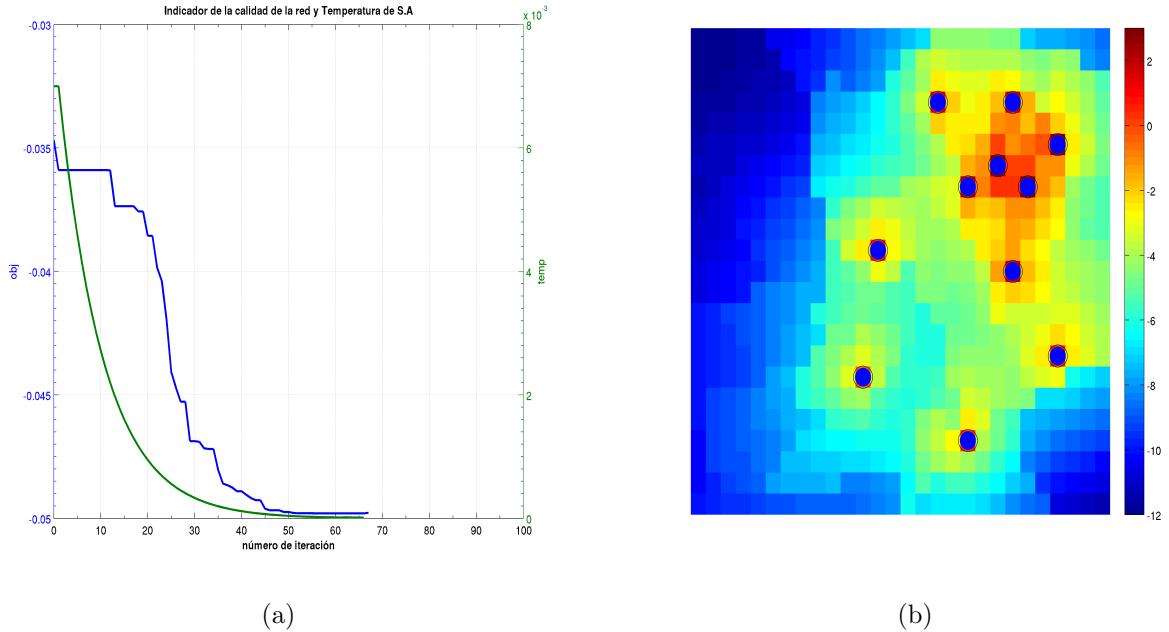 Indicador de la calidad de la red y Temperatura de S.A
x 10⁻³
-0.03
-0.035
-0.04
-0.045
-0.05
obj
8
6
4
2
0
temp
0 10 20 30 40 50 60 70 80 90 100
número de iteración
(a)
2
0
-2
-4
-6
-8
-10
-12
(b)